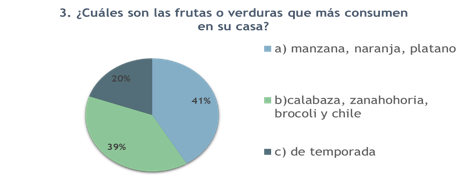 3. ¿Cuáles son las frutas o verduras que más consumen
en su casa?
a) manzana, naranja, platano
20%
41%
b)calabaza, zanahohoria,
brocoli y chile
39%
c) de temporada